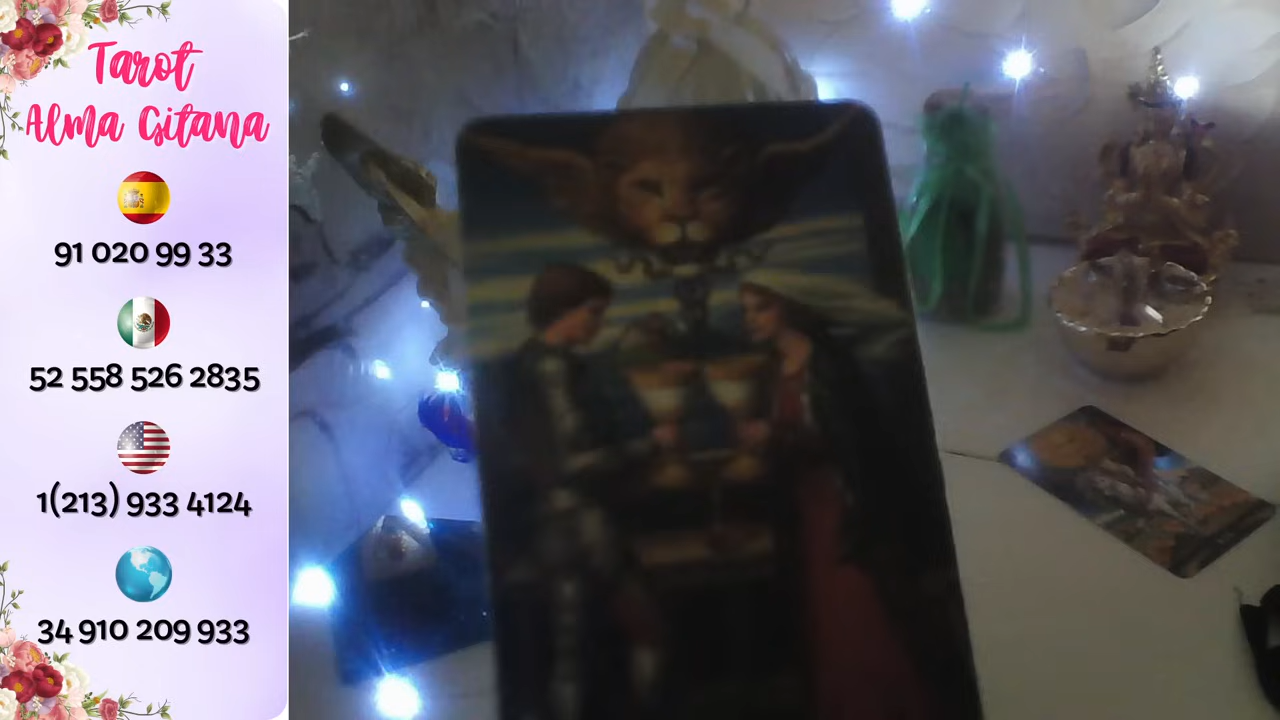 Tarot
Alma Gitana
91 020 99 33
52 558 526 2835
1(213) 933 4124
34 910 209 933